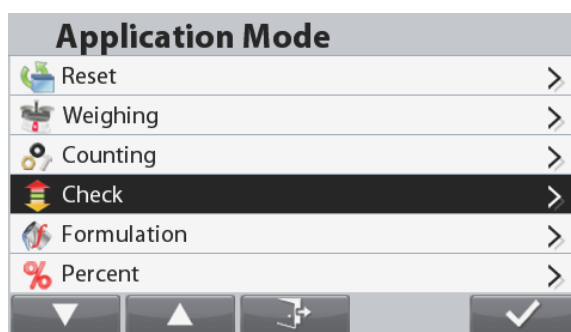 Application Mode
Reset
Weighing
Counting
Check
Formulation
Percent